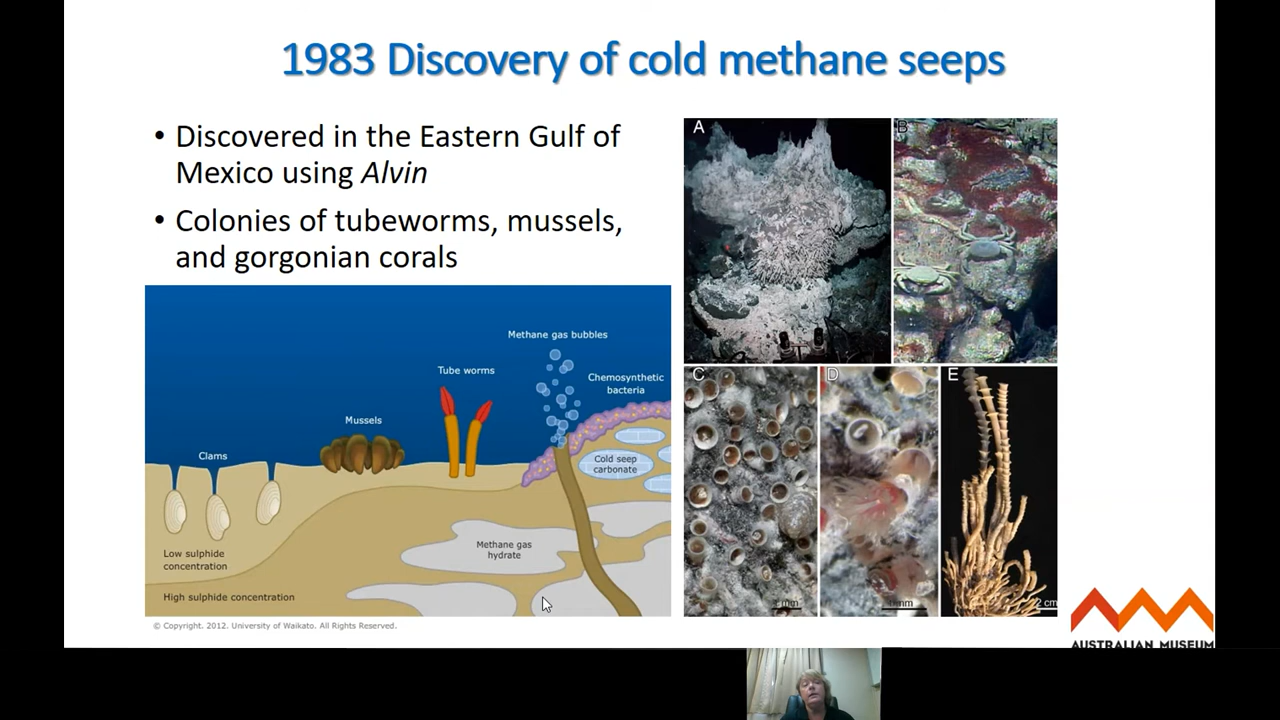 1983 Discovery of cold methane seeps
• Discovered in the Eastern Gulf of
Mexico using Alvin
• Colonies of tubeworms, mussels,
and gorgonian corals
Methane gas bubbles
Tube worms
Chemosynthetic
bacteria
Mussels
Clams
Cold seep
carbonate
Low sulphide
concentration
Methane gas
hydrate
High sulphide concentration
© Copyright. 2012. University of Waikato. All Rights Reserved.
A
B
C
D
E
mm
mm
2 cm
AUSTRALIAN MUSEUM